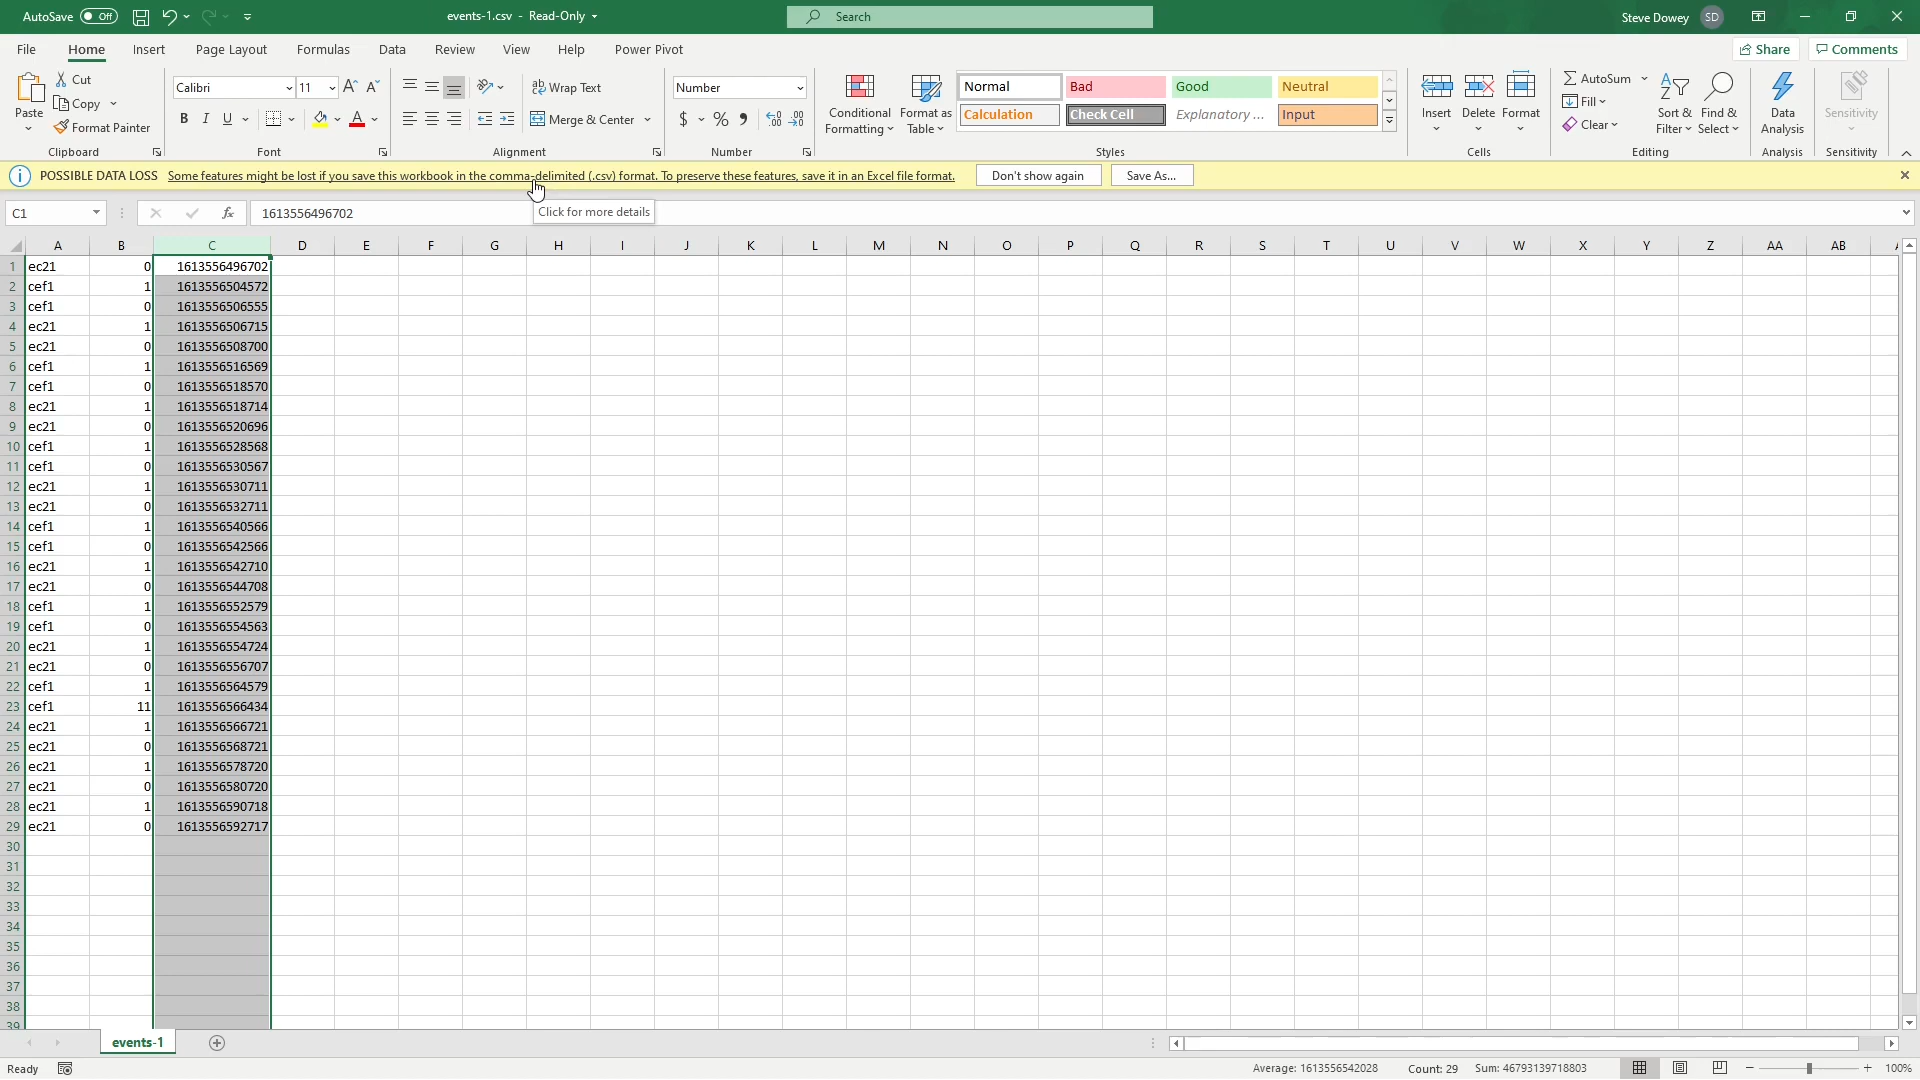 AutoSave Off events-1.csv - Read-Only Search Steve Dowey SD
File Home Insert Page Layout Formulas Data Review View Help Power Pivot Share Comments
Paste Cut Copy Format Painter Clipboard
Calibri 11 A A B I U A Font
Wrap Text Merge & Center Alignment
Number $ % , Number
Conditional Formatting Format as Table Normal Bad Good Neutral Calculation Check Cell Explanatory ... Input Styles
Insert Delete Format Cells
AutoSum Fill Clear Sort & Filter Find & Select Editing
Data Analysis Analysis
Sensitivity Sensitivity
POSSIBLE DATA LOSS Some features might be lost if you save this workbook in the comma-delimited (.csv) format. To preserve these features, save it in an Excel file format. Don't show again Save As...
C1 fx 1613556496702
Click for more details
A B C D E F G H I J K L M N O P Q R S T U V W X Y Z AA AB
1 ec21 0 1613556496702
2 cef1 1 1613556504572
3 cef1 0 1613556506555
4 ec21 1 1613556506715
5 ec21 0 1613556508700
6 cef1 1 1613556516569
7 cef1 0 1613556518570
8 ec21 1 1613556518714
9 ec21 0 1613556520696
10 cef1 1 1613556528568
11 cef1 0 1613556530567
12 ec21 1 1613556530711
13 ec21 0 1613556532711
14 cef1 1 1613556540566
15 cef1 0 1613556542566
16 ec21 1 1613556542710
17 ec21 0 1613556544708
18 cef1 1 1613556552579
19 cef1 0 1613556554563
20 ec21 1 1613556554724
21 ec21 0 1613556556707
22 cef1 1 1613556564579
23 cef1 11 1613556566434
24 ec21 1 1613556566721
25 ec21 0 1613556568721
26 ec21 1 1613556578720
27 ec21 0 1613556580720
28 ec21 1 1613556590718
29 ec21 0 1613556592717
30
31
32
33
34
35
36
37
38
39
events-1
Ready Average: 1613556542028 Count: 29 Sum: 46793139718803 100%